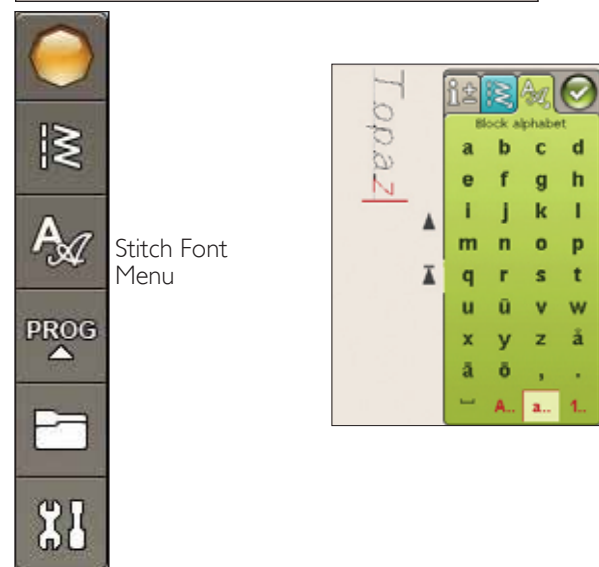 Stitch Font
Menu
PROG
Topaz
Block alphabet
a b c d
e f g h
i j k l
m n o p
q r s t
u ü v w
x y z å
ä ö , .
A.. a.. 1..